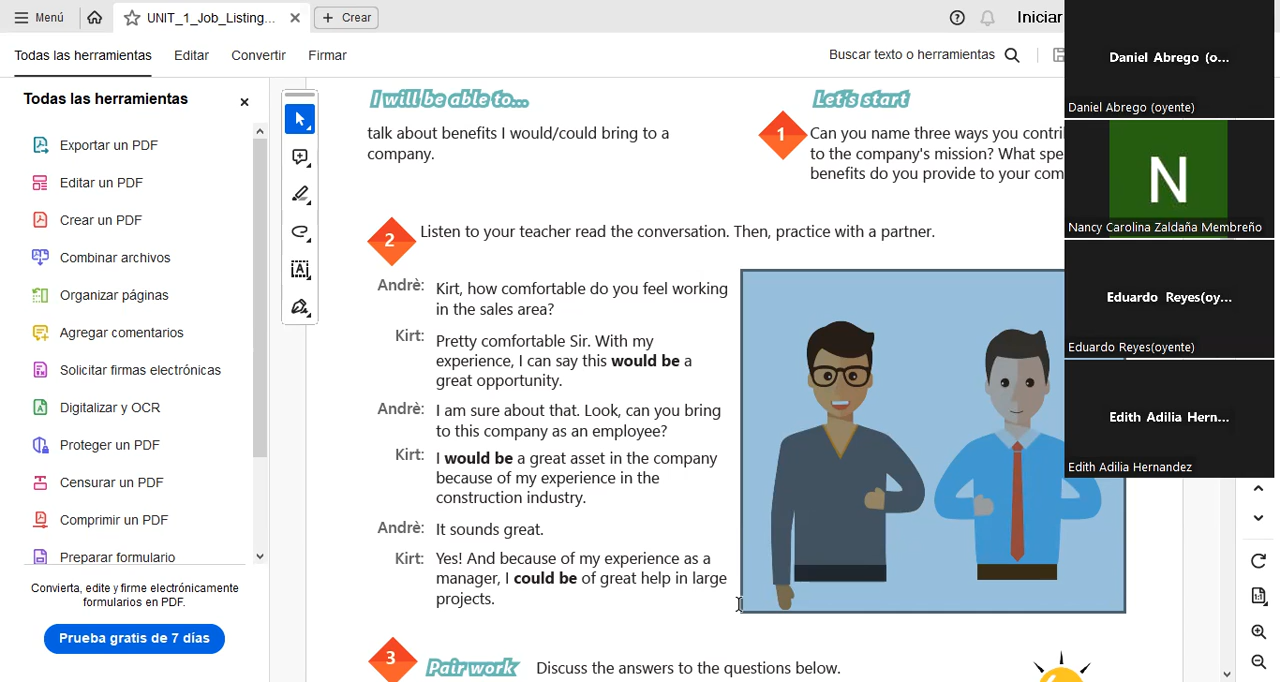 Menú
UNIT_1_Job_Listing...
Crear
Iniciar
Todas las herramientas
Editar
Convertir
Firmar
Buscar texto o herramientas
Todas las herramientas
Exportar un PDF
Editar un PDF
Crear un PDF
Combinar archivos
Organizar páginas
Agregar comentarios
Solicitar firmas electrónicas
Digitalizar y OCR
Proteger un PDF
Censurar un PDF
Comprimir un PDF
Preparar formulario
Convierta, edite y firme electrónicamente
formularios en PDF.
Prueba gratis de 7 días
I will be able to...
talk about benefits I would/could bring to a
company.
Let's start
1
Can you name three ways you contri
to the company's mission? What spe
benefits do you provide to your com
2
Listen to your teacher read the conversation. Then, practice with a partner.
Andrè: Kirt, how comfortable do you feel working
in the sales area?
Kirt: Pretty comfortable Sir. With my
experience, I can say this would be a
great opportunity.
Andrè: I am sure about that. Look, can you bring
to this company as an employee?
Kirt: I would be a great asset in the company
because of my experience in the
construction industry.
Andrè: It sounds great.
Kirt: Yes! And because of my experience as a
manager, I could be of great help in large
projects.
3
Pair work
Discuss the answers to the questions below.
Daniel Abrego (o...
Daniel Abrego (oyente)
N
Nancy Carolina Zaldaña Membreño
Eduardo Reyes(oy...
Eduardo Reyes(oyente)
Edith Adilia Hern...
Edith Adilia Hernandez